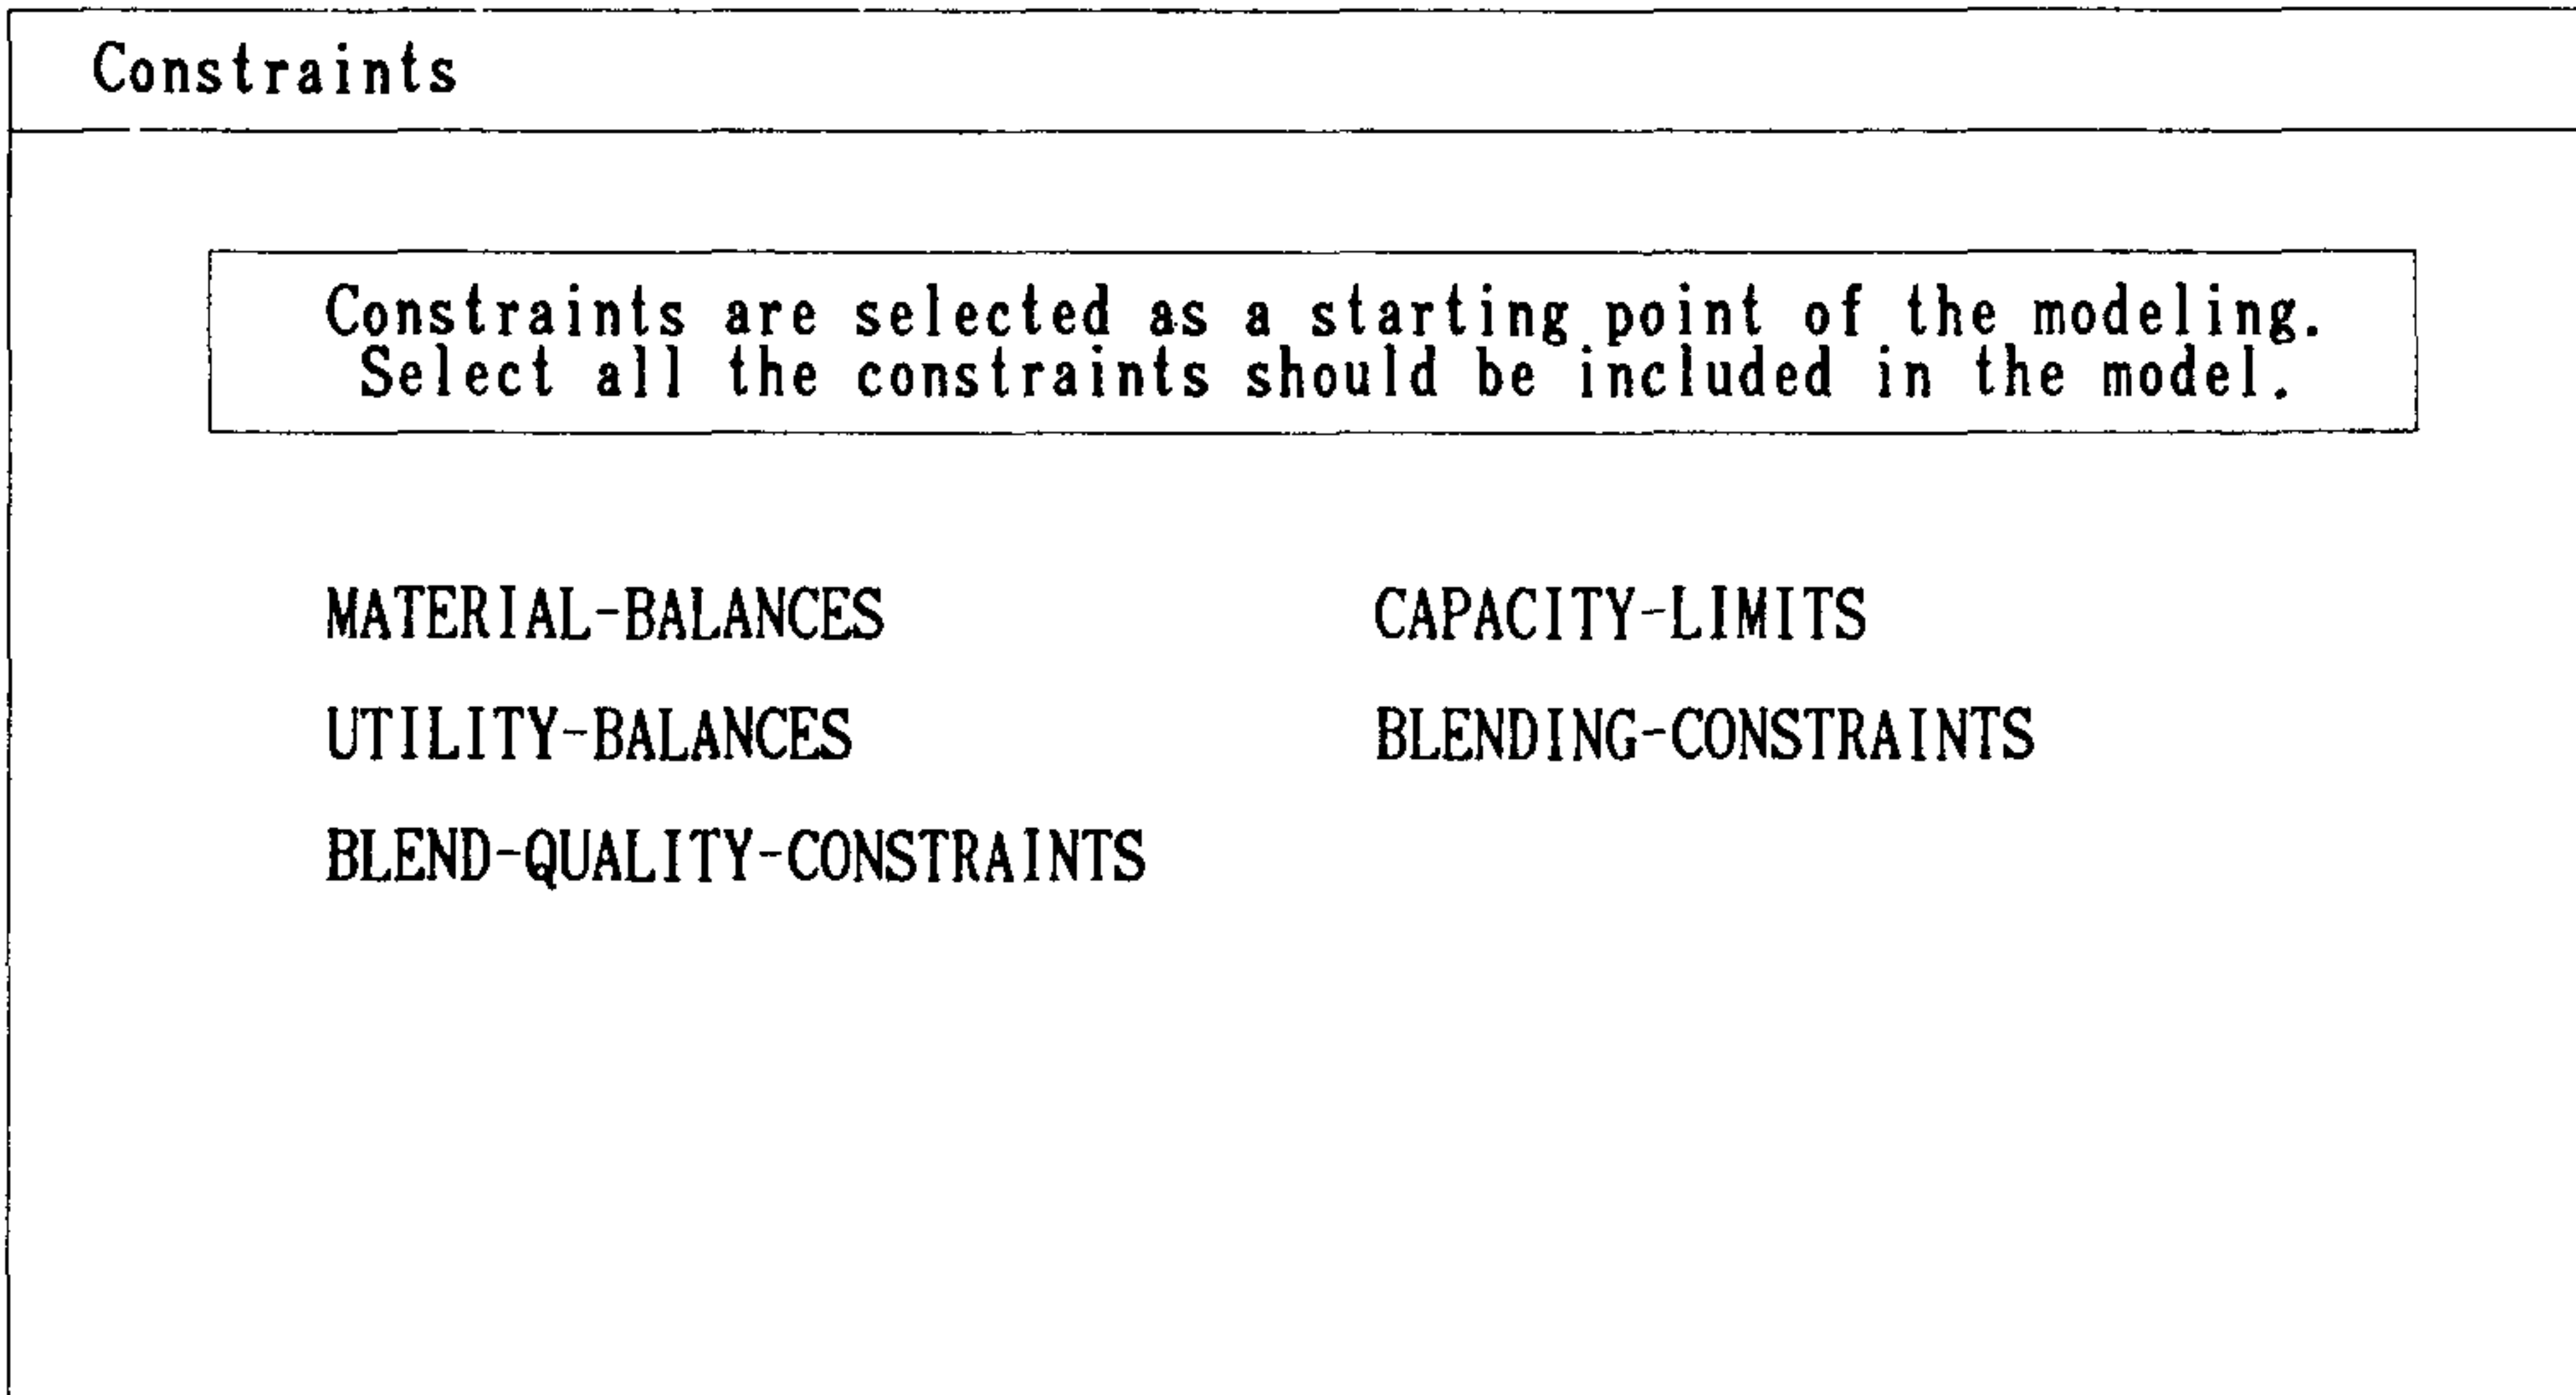 Constraints
Constraints are selected as a starting point of the modeling.
Select all the constraints should be included in the model.
MATERIAL-BALANCES CAPACITY-LIMITS
UTILITY-BALANCES BLENDING-CONSTRAINTS
BLEND-QUALITY-CONSTRAINTS